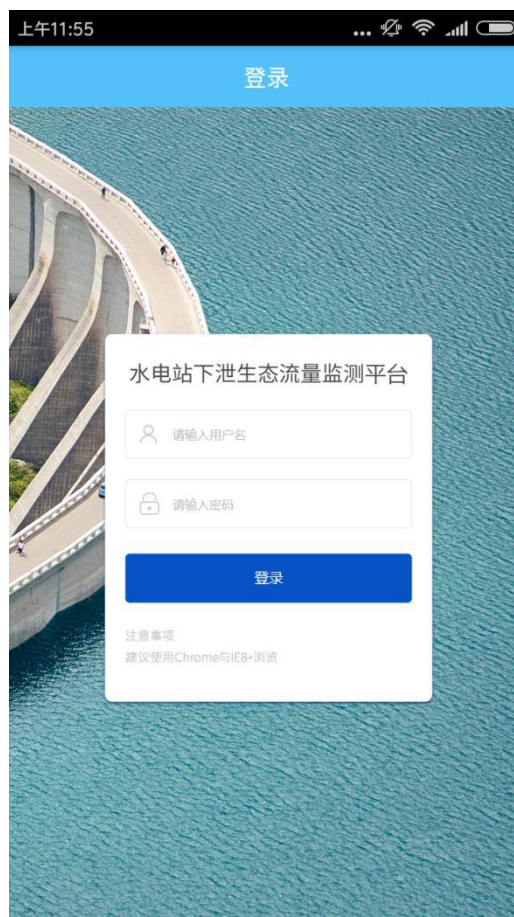 上午11:55
登录
水电站下泄生态流量监测平台
请输入用户名
请输入密码
登录
注意事项
建议使用Chrome与IE8+浏览